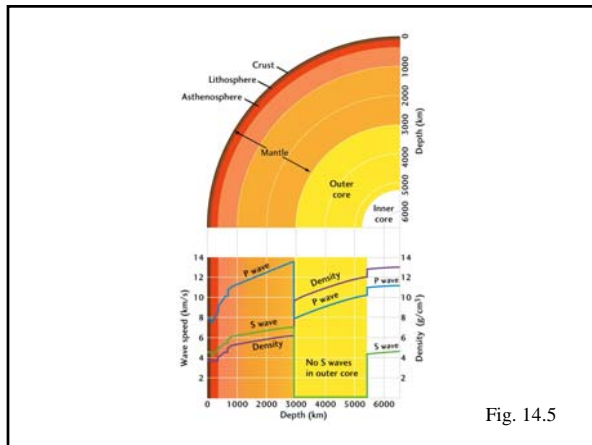 Crust
Lithosphere
Asthenosphere
Mantle
Outer
core
Inner
core
0
1000
2000
3000
4000
5000
6000
Depth (km)
14
12
10
8
6
4
2
Wave speed (km/s)
P wave
S wave
Density
Density
P wave
No S waves
in outer core
S wave
14
12
10
8
6
4
2
Density (g/cm³)
0 1000 2000 3000 4000 5000 6000
Depth (km)
Fig. 14.5